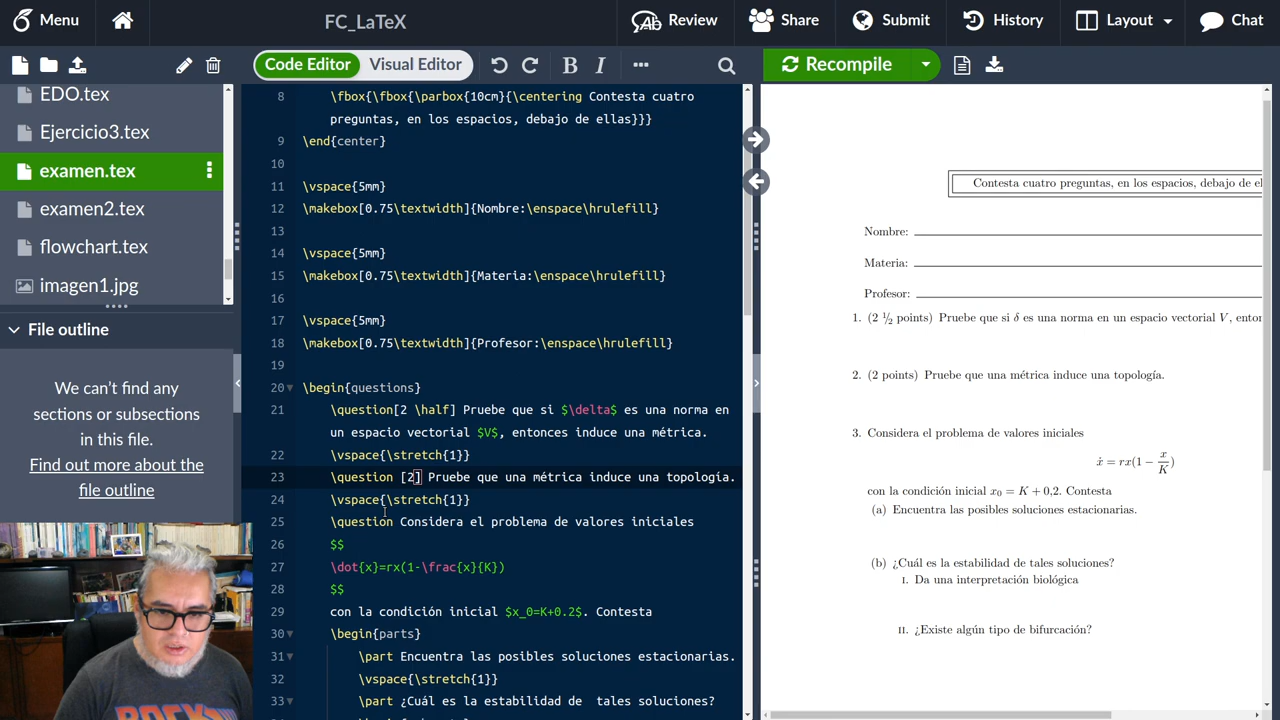 Menu
FC_LaTeX
Review
Share
Submit
History
Layout
Chat
Code Editor
Visual Editor
B
I
Recompile
EDO.tex
Ejercicio3.tex
examen.tex
examen2.tex
flowchart.tex
imagen1.jpg
File outline
We can't find any
sections or subsections
in this file.
Find out more about the
file outline
8 \fbox{\fbox{\parbox{10cm}{\centering Contesta cuatro
preguntas, en los espacios, debajo de ellas}}}
9 \end{center}
10
11 \vspace{5mm}
12 \makebox[0.75\textwidth]{Nombre:\enspace\hrulefill}
13
14 \vspace{5mm}
15 \makebox[0.75\textwidth]{Materia:\enspace\hrulefill}
16
17 \vspace{5mm}
18 \makebox[0.75\textwidth]{Profesor:\enspace\hrulefill}
19
20 \begin{questions}
21 \question[2 \half] Pruebe que si $\delta$ es una norma en
un espacio vectorial $V$, entonces induce una métrica.
22 \vspace{\stretch{1}}
23 \question [2] Pruebe que una métrica induce una topología.
24 \vspace{\stretch{1}}
25 \question Considera el problema de valores iniciales
26 $$
27 \dot{x}=rx(1-\frac{x}{K})
28 $$
29 con la condición inicial $x_0=K+0.2$. Contesta
30 \begin{parts}
31 \part Encuentra las posibles soluciones estacionarias.
32 \vspace{\stretch{1}}
33 \part ¿Cuál es la estabilidad de  tales soluciones?
Contesta cuatro preguntas, en los espacios, debajo de el
Nombre:
Materia:
Profesor:
1. (2 ½ points) Pruebe que si δ es una norma en un espacio vectorial V, enton
2. (2 points) Pruebe que una métrica induce una topología.
3. Considera el problema de valores iniciales
ẋ = rx(1 − x/K)
con la condición inicial x₀ = K + 0,2. Contesta
(a) Encuentra las posibles soluciones estacionarias.
(b) ¿Cuál es la estabilidad de tales soluciones?
I. Da una interpretación biológica
II. ¿Existe algún tipo de bifurcación?